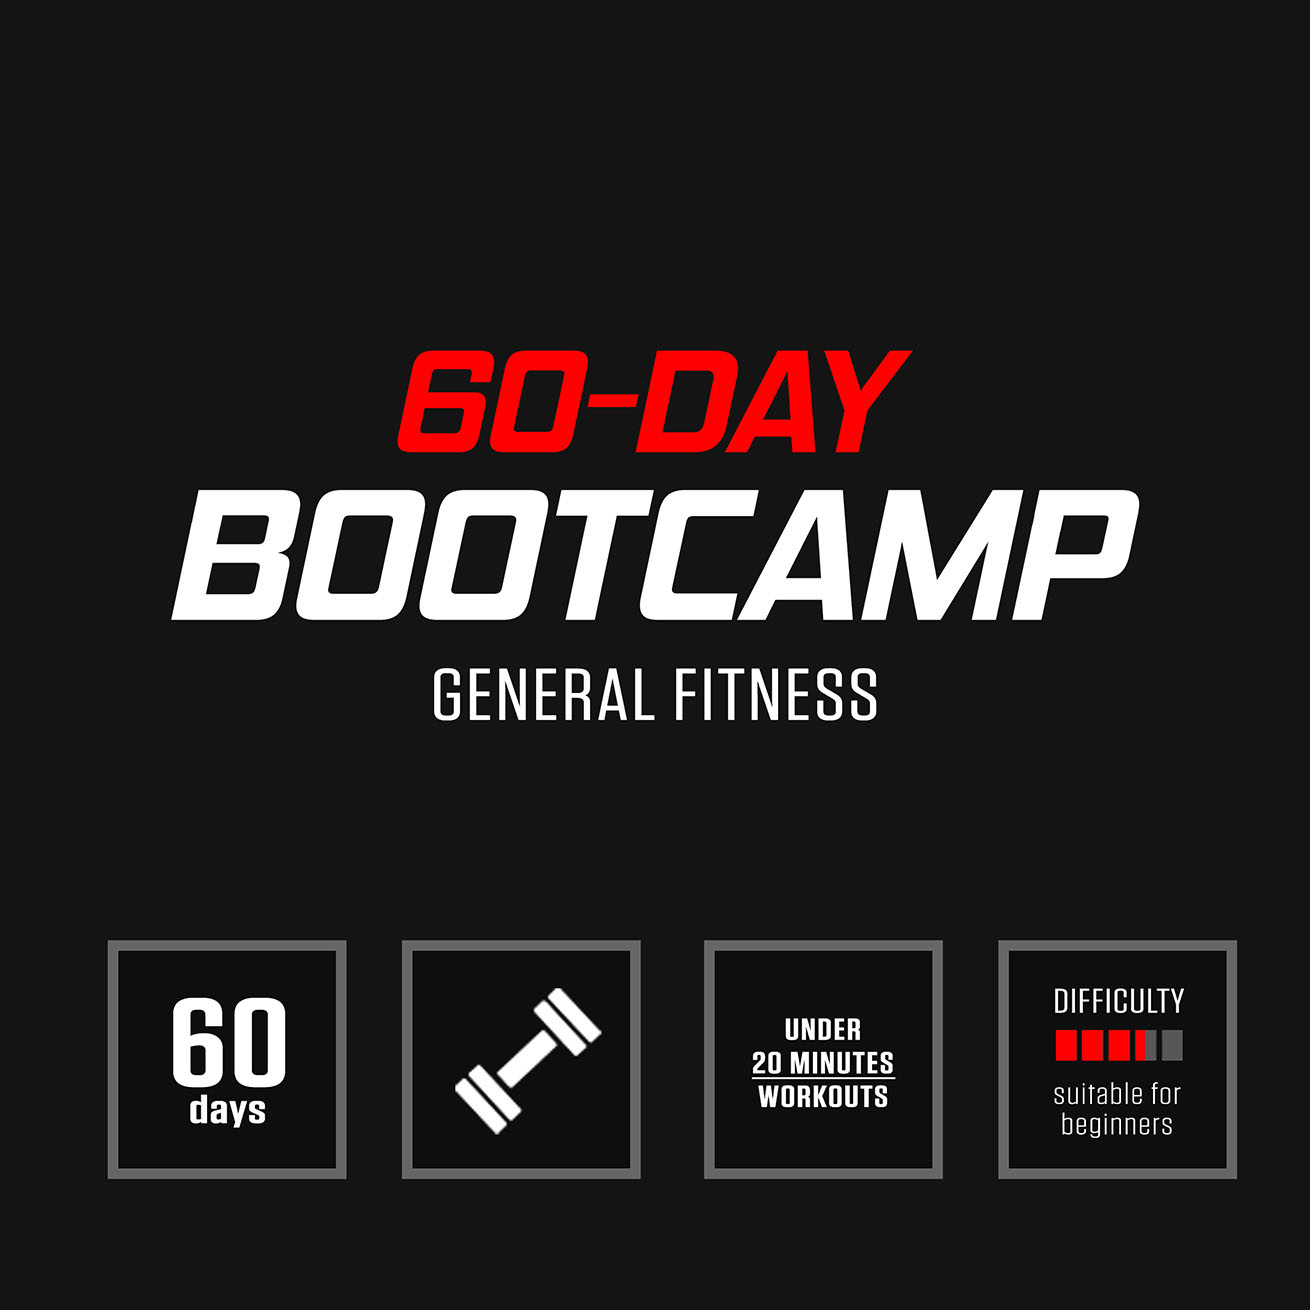 60-DAY
BOOTCAMP
GENERAL FITNESS
60
days
UNDER
20 MINUTES
WORKOUTS
DIFFICULTY
suitable for
beginners